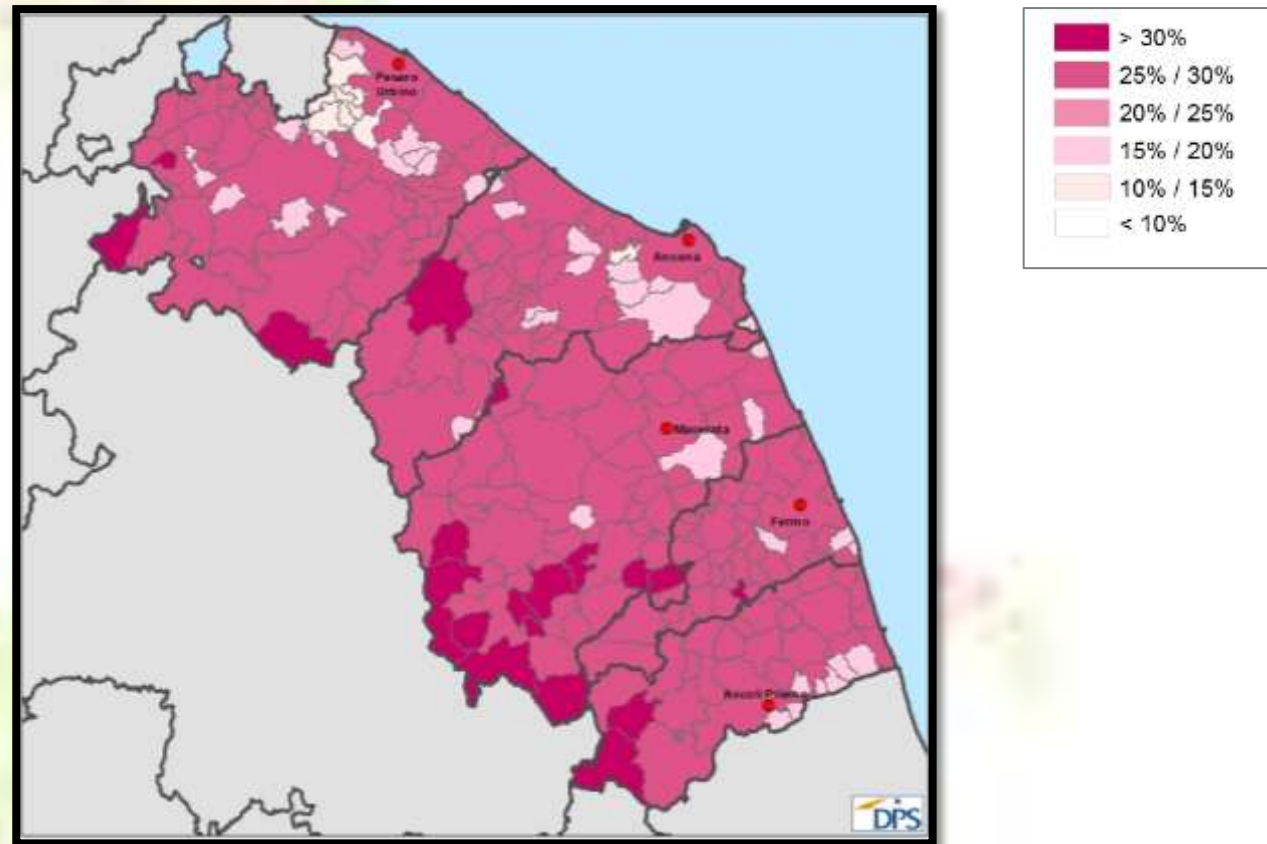 Pesaro
Urbino
Ancona
Macerata
Fermo
Ascoli Piceno
DPS
> 30%
25% / 30%
20% / 25%
15% / 20%
10% / 15%
< 10%